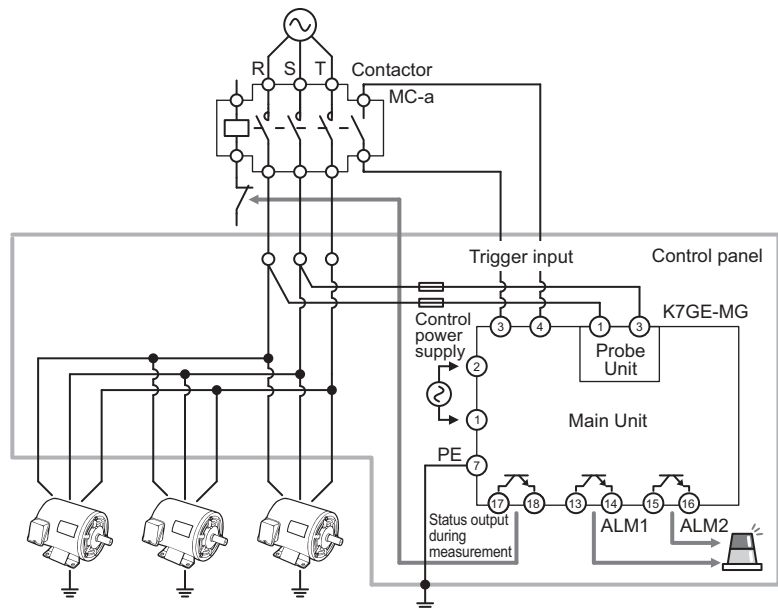 R S T
Contactor
MC-a
Trigger input
Control panel
K7GE-MG
3 4 1 3
Control
power
supply
Probe
Unit
2
1
Main Unit
PE
7
17 18 13 14 15 16
Status output
during
measurement
ALM1
ALM2